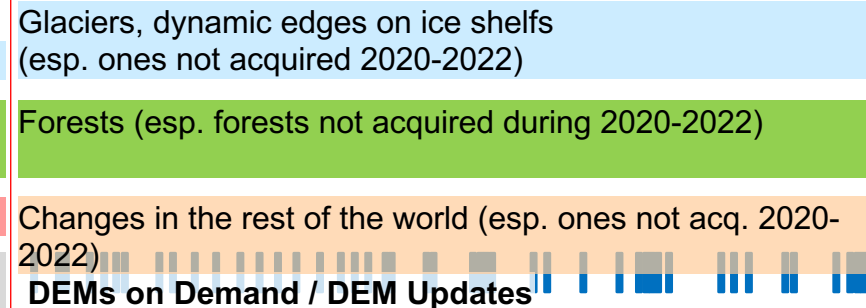 Glaciers, dynamic edges on ice shelfs
(esp. ones not acquired 2020-2022)
Forests (esp. forests not acquired during 2020-2022)
Changes in the rest of the world (esp. ones not acq. 2020-
2022)
DEMs on Demand / DEM Updates